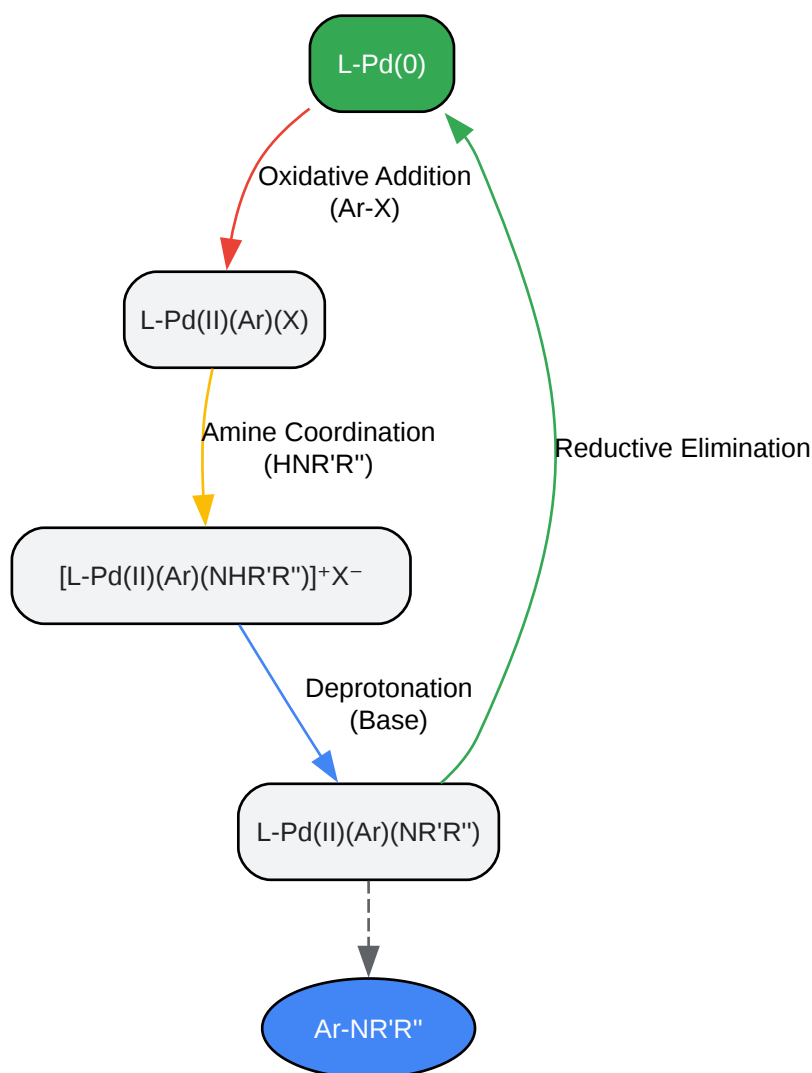 L-Pd(0)
Oxidative Addition
(Ar-X)
L-Pd(II)(Ar)(X)
Amine Coordination
(HNR'R'')
Reductive Elimination
[L-Pd(II)(Ar)(NHR'R'')]⁺X⁻
Deprotonation
(Base)
L-Pd(II)(Ar)(NR'R'')
Ar-NR'R''